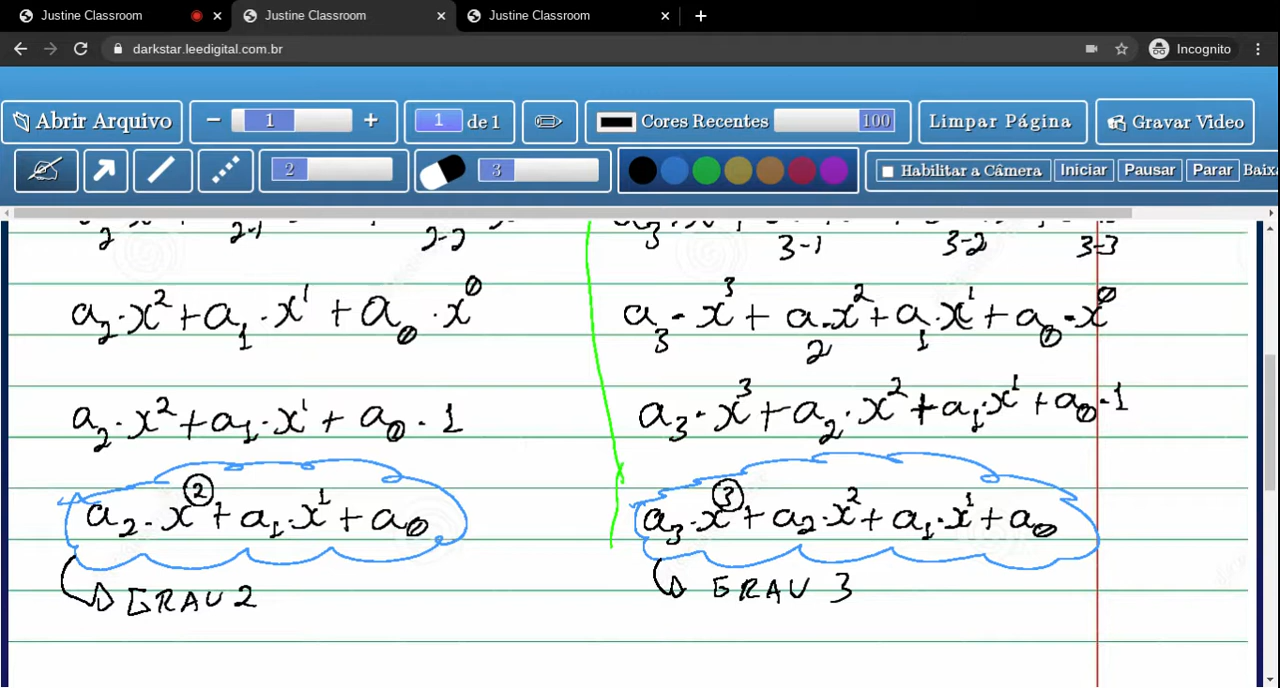 Justine Classroom
Justine Classroom
Justine Classroom
darkstar.leedigital.com.br
Incognito
Abrir Arquivo
− 1 +
1 de 1
Cores Recentes 100
Limpar Página
Gravar Video
2
3
Habilitar a Câmera Iniciar Pausar Parar Baixa
2 2-1 2-2
3 3-1 3-2 3-3
a₂·x² + a₁·x¹ + a₀·x⁰
a₃·x³ + a₂·x² + a₁·x¹ + a₀·x⁰
a₂·x² + a₁·x¹ + a₀·1
a₃·x³ + a₂·x² + a₁·x¹ + a₀·1
a₂·x² + a₁·x¹ + a₀
a₃·x³ + a₂·x² + a₁·x¹ + a₀
GRAU 2
GRAU 3